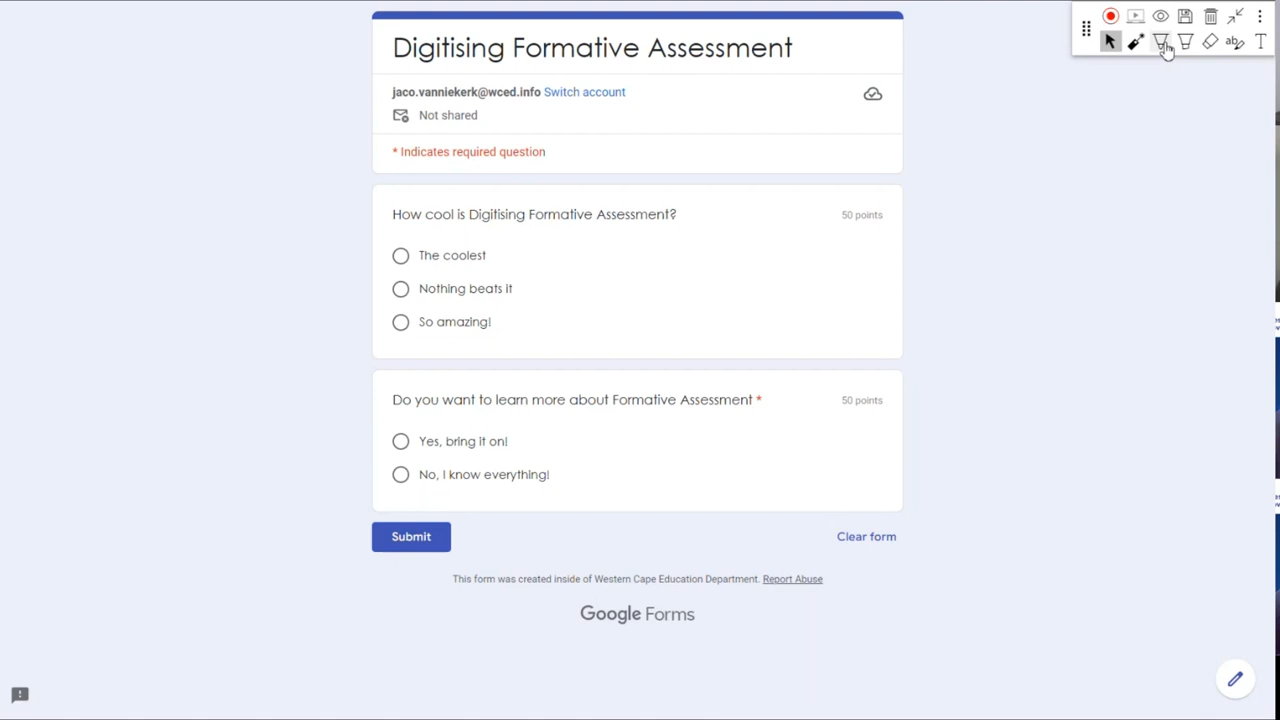 Digitising Formative Assessment
jaco.vanniekerk@wced.info Switch account
Not shared
* Indicates required question
How cool is Digitising Formative Assessment?
50 points
The coolest
Nothing beats it
So amazing!
Do you want to learn more about Formative Assessment *
50 points
Yes, bring it on!
No, I know everything!
Submit
Clear form
This form was created inside of Western Cape Education Department. Report Abuse
Google Forms